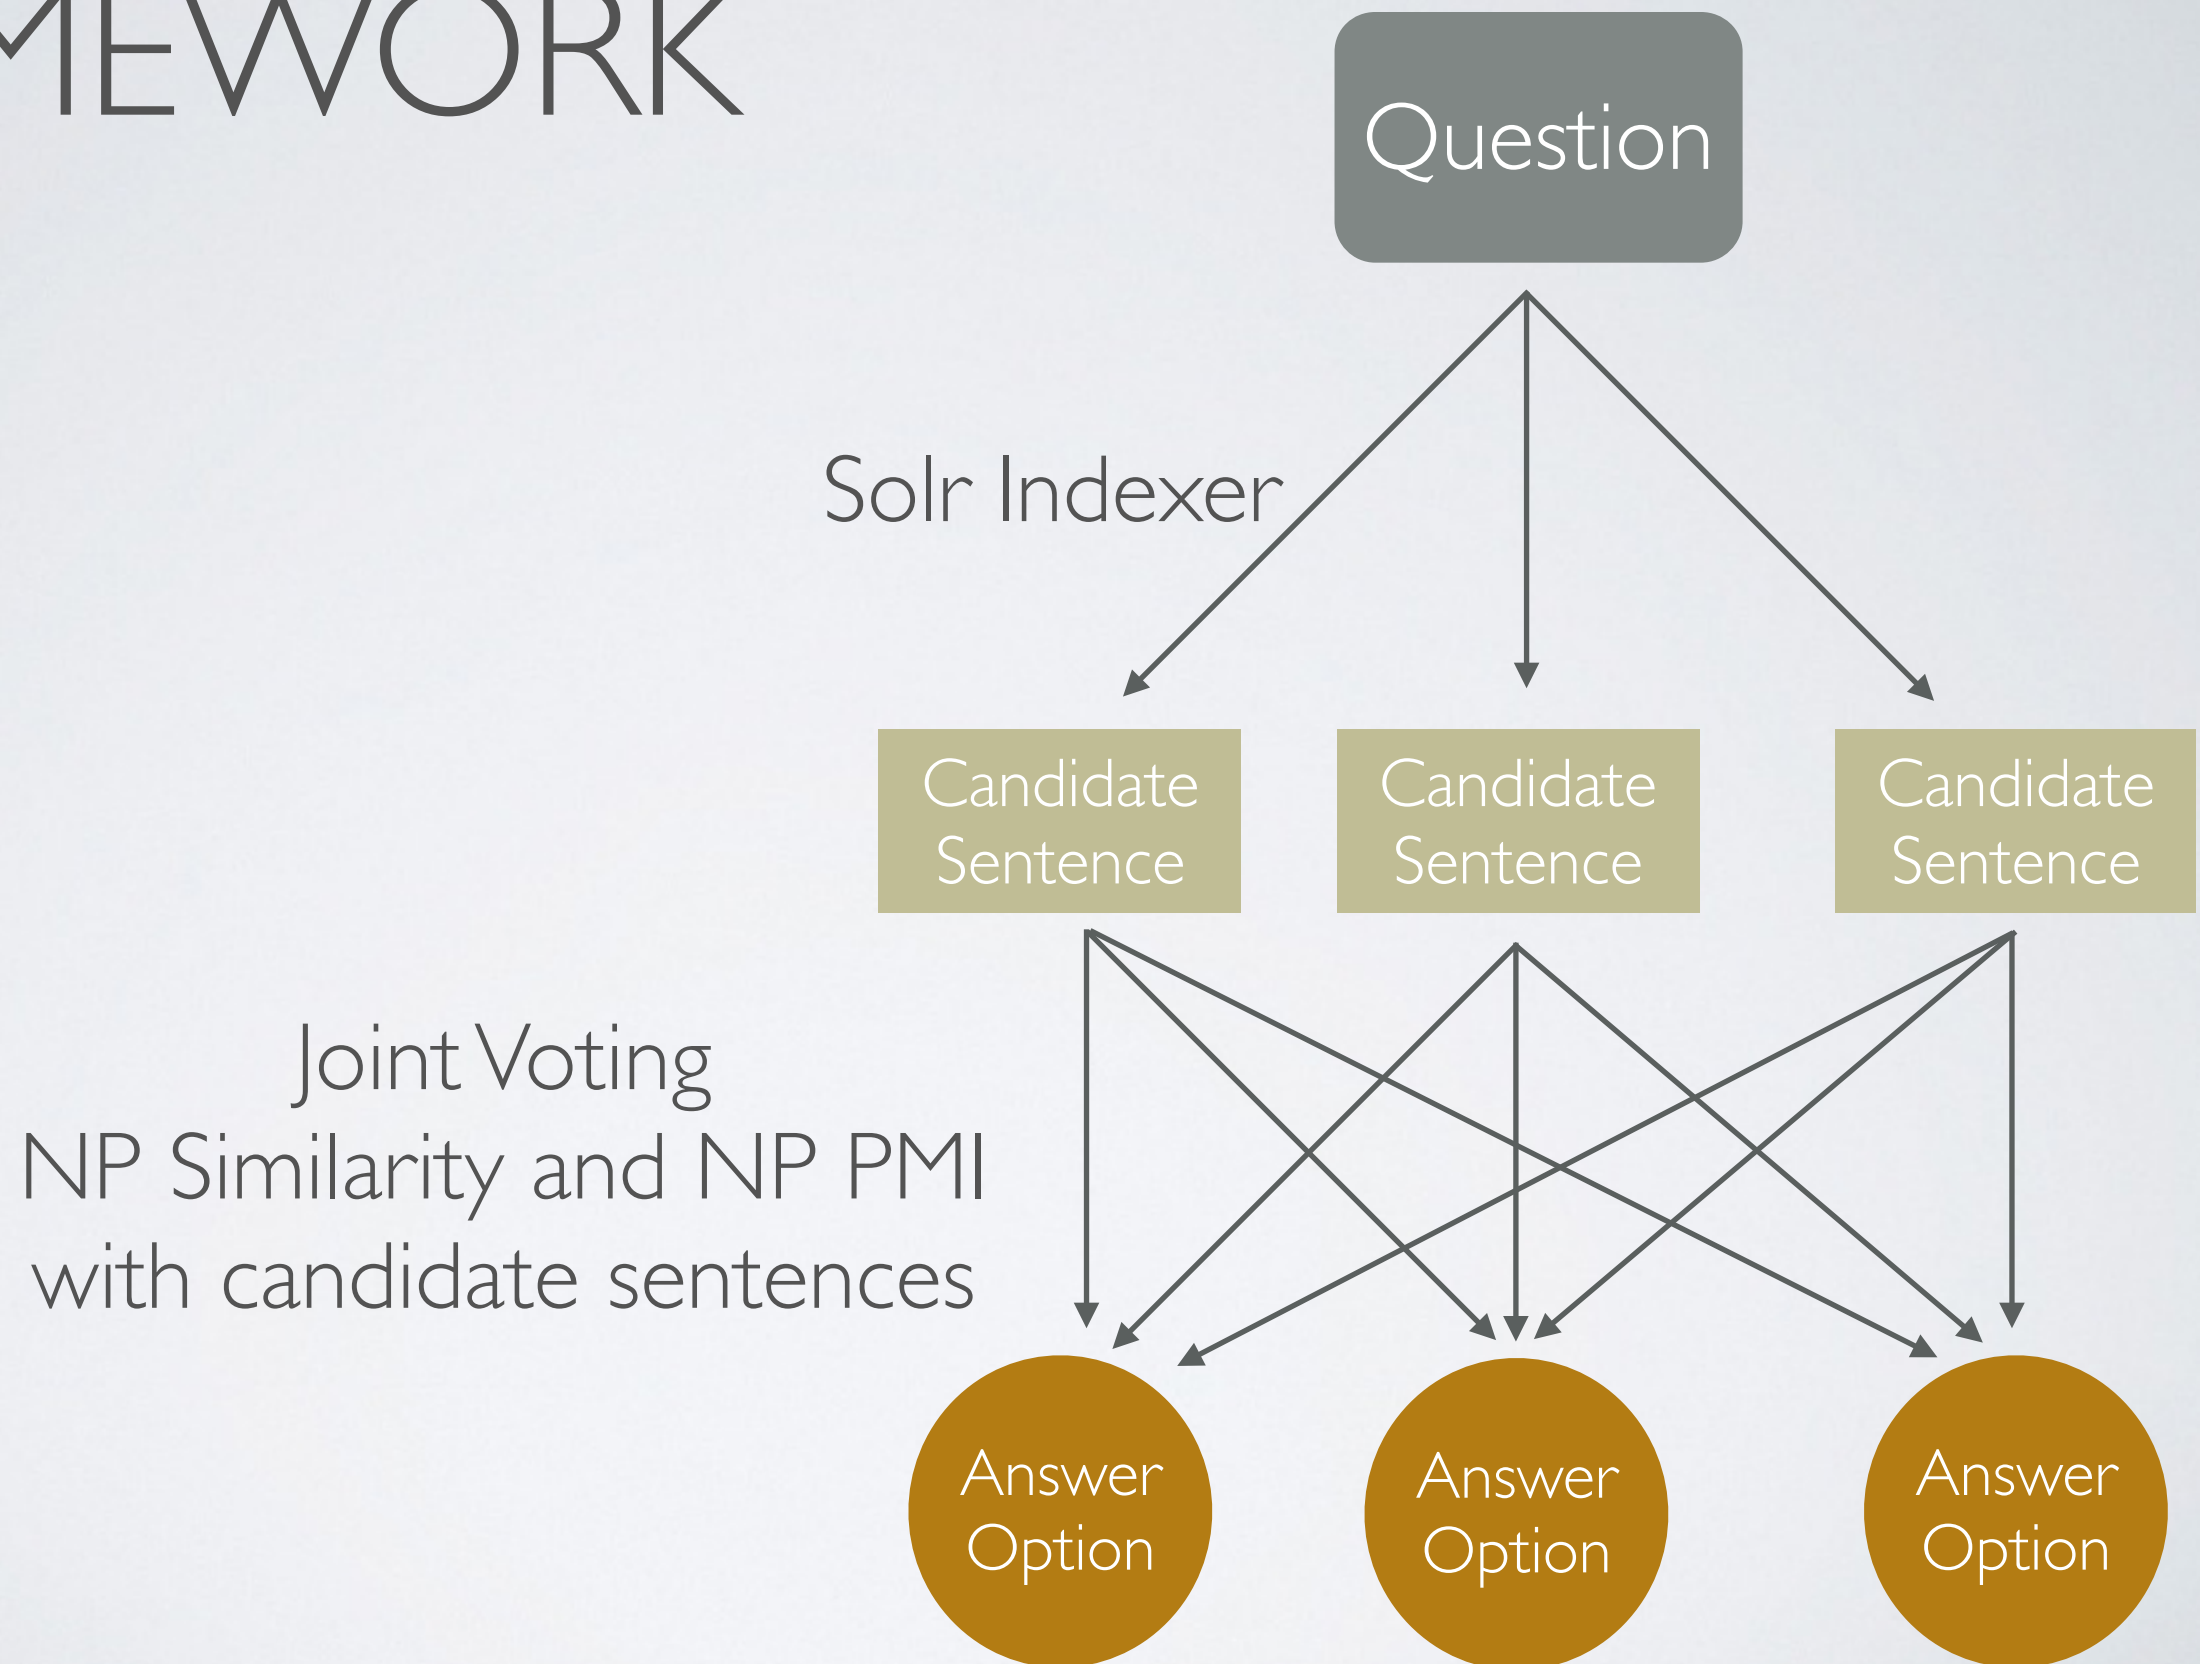 MEWORK
Question
Solr Indexer
Candidate
Sentence
Candidate
Sentence
Candidate
Sentence
Joint Voting
NP Similarity and NP PMI
with candidate sentences
Answer
Option
Answer
Option
Answer
Option